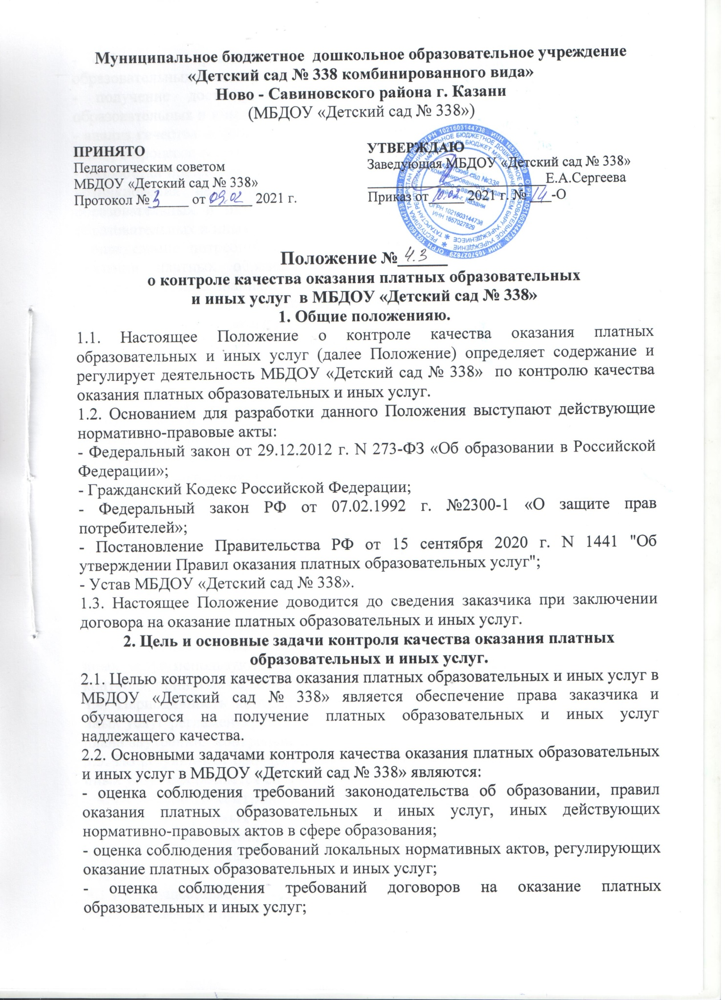 Муниципальное бюджетное  дошкольное образовательное учреждение
«Детский сад № 338 комбинированного вида»
Ново - Савиновского района г. Казани
(МБДОУ «Детский сад № 338»)
ПРИНЯТО
Педагогическим советом
МБДОУ «Детский сад № 338»
Протокол № 3 от 09.02 2021 г.
УТВЕРЖДАЮ
Заведующая МБДОУ «Детский сад № 338»
Е.А.Сергеева
Приказ от 10.02 2021 г. № 14 -О
«Детский сад №338
комбинированного вида»
Ново-Савиновского
района г. Казани
ОГРН 1021603144738
ИНН 1657027829
Положение № 4.3
о контроле качества оказания платных образовательных
и иных услуг  в МБДОУ «Детский сад № 338»
1. Общие положенияю.
1.1. Настоящее Положение о контроле качества оказания платных
образовательных и иных услуг (далее Положение) определяет содержание и
регулирует деятельность МБДОУ «Детский сад № 338»  по контролю качества
оказания платных образовательных и иных услуг.
1.2. Основанием для разработки данного Положения выступают действующие
нормативно-правовые акты:
- Федеральный закон от 29.12.2012 г. N 273-ФЗ «Об образовании в Российской
Федерации»;
- Гражданский Кодекс Российской Федерации;
- Федеральный закон РФ от 07.02.1992 г. №2300-1 «О защите прав
потребителей»;
- Постановление Правительства РФ от 15 сентября 2020 г. N 1441 "Об
утверждении Правил оказания платных образовательных услуг";
- Устав МБДОУ «Детский сад № 338».
1.3. Настоящее Положение доводится до сведения заказчика при заключении
договора на оказание платных образовательных и иных услуг.
2. Цель и основные задачи контроля качества оказания платных
образовательных и иных услуг.
2.1. Целью контроля качества оказания платных образовательных и иных услуг в
МБДОУ «Детский сад № 338» является обеспечение права заказчика и
обучающегося на получение платных образовательных и иных услуг
надлежащего качества.
2.2. Основными задачами контроля качества оказания платных образовательных
и иных услуг в МБДОУ «Детский сад № 338» являются:
- оценка соблюдения требований законодательства об образовании, правил
оказания платных образовательных и иных услуг, иных действующих
нормативно-правовых актов в сфере образования;
- оценка соблюдения требований локальных нормативных актов, регулирующих
оказание платных образовательных и иных услуг;
- оценка соблюдения требований договоров на оказание платных
образовательных и иных услуг;